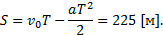 S = v₀T − aT²/2 = 225 [м].